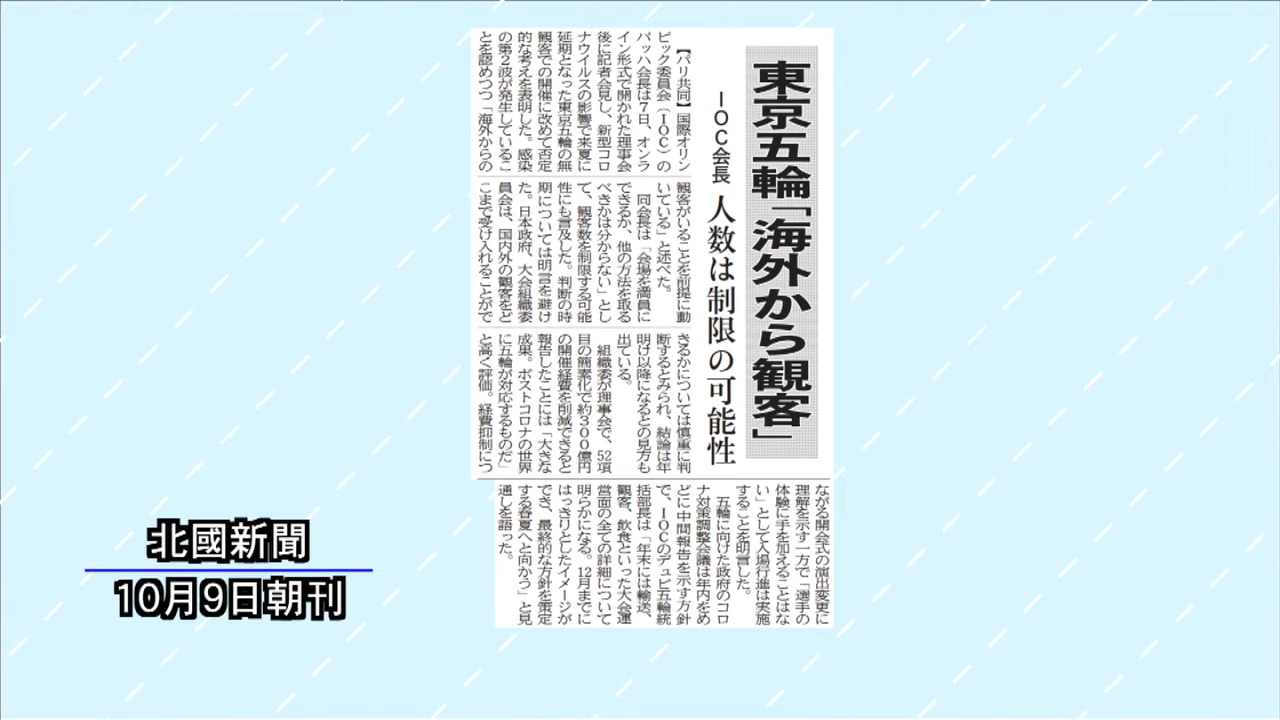 東京五輪「海外から観客」
IOC会長
人数は制限の可能性
【パリ共同】国際オリン
ピック委員会(IOC)の
バッハ会長は7日、オンラ
イン形式で開かれた理事会
後に記者会見し、新型コロ
ナウイルスの影響で来夏に
延期となった東京五輪の無
観客での開催に改めて否定
的な考えを表明した。感染
の第2波が発生しているこ
とを認めつつ「海外からの
観客がいることを前提に動
いている」と述べた。
同会長は「会場を満員に
できるか、他の方法を取る
べきかは分からない」とし
て、観客数を制限する可能
性にも言及した。判断の時
期については明言を避け
た。日本政府、大会組織委
員会は、国内外の観客をど
こまで受け入れることがで
きるかについては慎重に判
断するとみられ、結論は年
明け以降になるとの見方も
出ている。
組織委が理事会で、52項
目の簡素化で約300億円
の開催経費を削減できると
報告したことには「大きな
成果。ポストコロナの世界
に五輪が対応するものだ」
と高く評価。経費抑制につ
ながる開会式の演出変更に
理解を示す一方で「選手の
体験に手を加えることはな
い」として入場行進は実施
することを明言した。
五輪に向けた政府のコロ
ナ対策調整会議は年内をめ
どに中間報告を示す方針
で、IOCのデュビ五輪統
括部長は「年末には輸送、
観客、飲食といった大会運
営面の全ての詳細について
明らかになる。12月までに
はっきりとしたイメージが
でき、最終的な方針を策定
する春夏へと向かう」と見
通しを語った。
北國新聞
10月9日朝刊